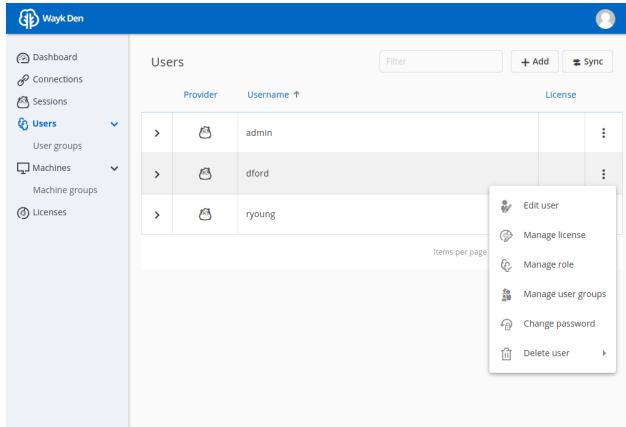 Wayk Den
Dashboard
Connections
Sessions
Users
User groups
Machines
Machine groups
Licenses
Users
Filter
+ Add
Sync
Provider
Username ↑
License
admin
dford
ryoung
Items per page
Edit user
Manage license
Manage role
Manage user groups
Change password
Delete user